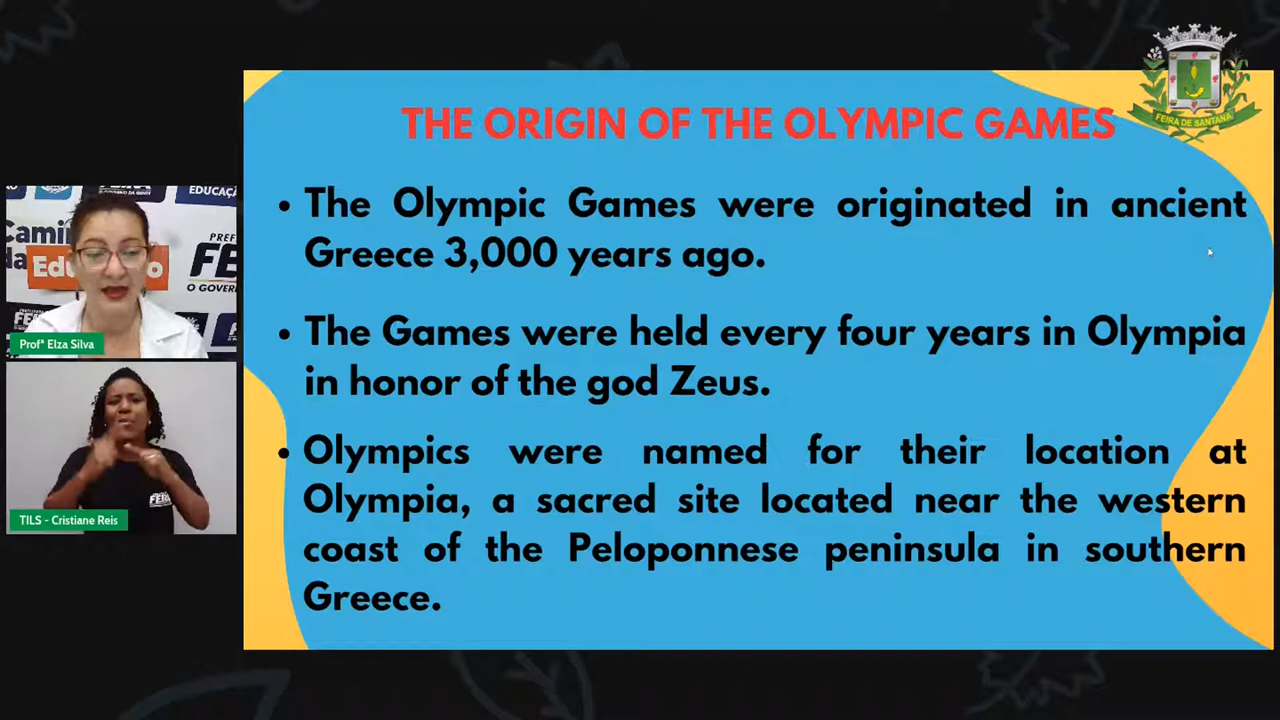 THE ORIGIN OF THE OLYMPIC GAMES
FEIRA DE SANTANA
• The Olympic Games were originated in ancient
Greece 3,000 years ago.
• The Games were held every four years in Olympia
in honor of the god Zeus.
• Olympics were named for their location at
Olympia, a sacred site located near the western
coast of the Peloponnese peninsula in southern
Greece.
EDUCAÇ
Profª Elza Silva
TILS - Cristiane Reis